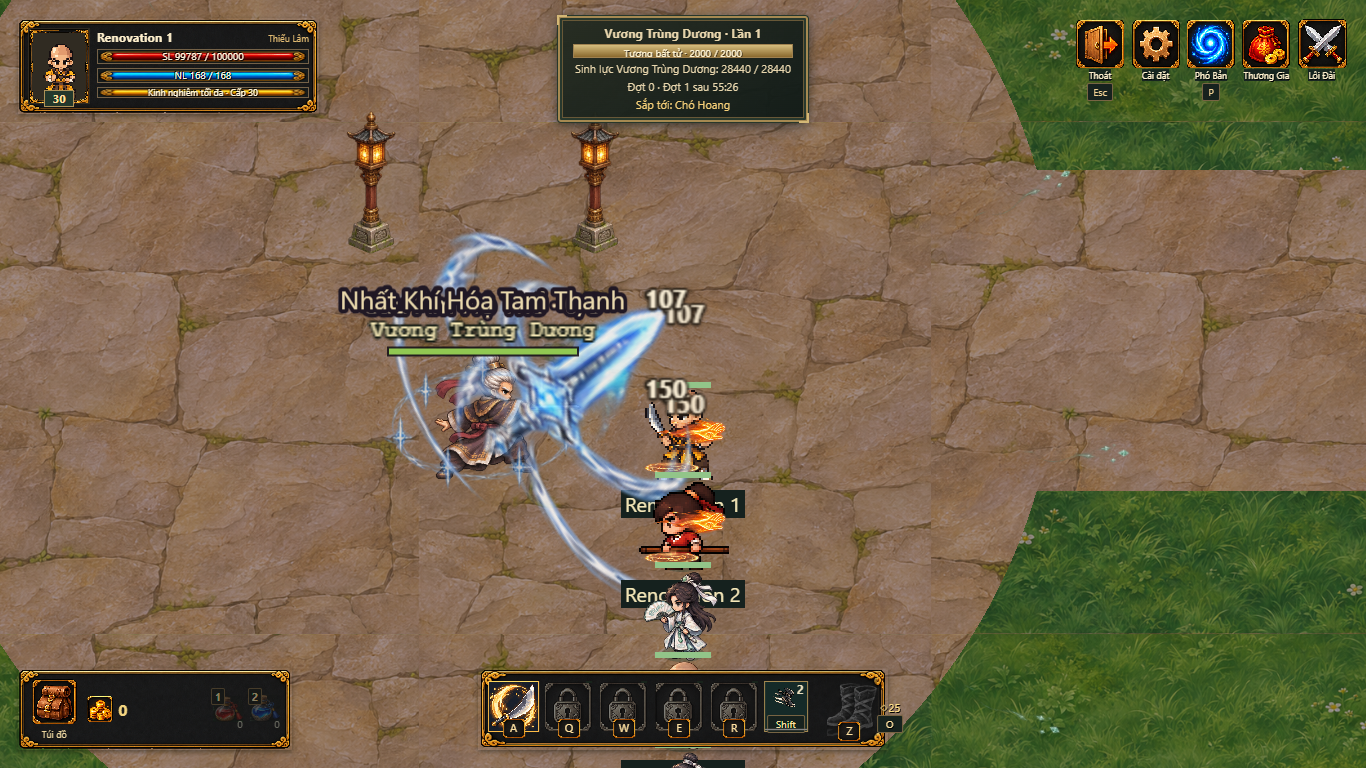 Renovation 1
Thiếu Lâm
SL 99787 / 100000
NL 168 / 168
Kinh nghiệm tối đa · Cấp 30
30
Vương Trùng Dương · Lần 1
Tượng bất tử · 2000 / 2000
Sinh lực Vương Trùng Dương: 28440 / 28440
Đợt 0 · Đợt 1 sau 55:26
Sắp tới: Chó Hoang
Thoát
Cài đặt
Phó Bản
Thương Gia
Lôi Đài
Esc
P
Nhất Khí Hóa Tam Thanh
107
107
Vương Trùng Dương
150
150
Ren 1
Ren n 2
Túi đồ
0
1
0
2
0
A
Q
W
E
R
2
Shift
Z
25
O